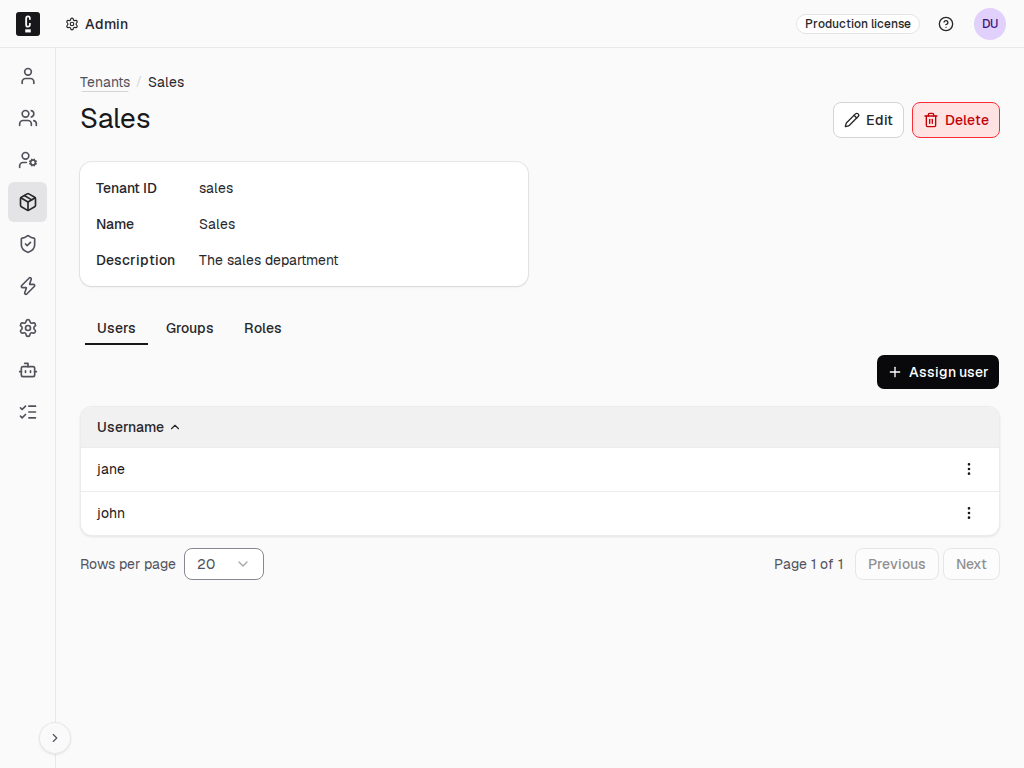 Admin
Production license
DU
Tenants / Sales
Sales
Edit
Delete
Tenant ID sales
Name Sales
Description The sales department
Users Groups Roles
Assign user
Username
jane
john
Rows per page 20
Page 1 of 1 Previous Next